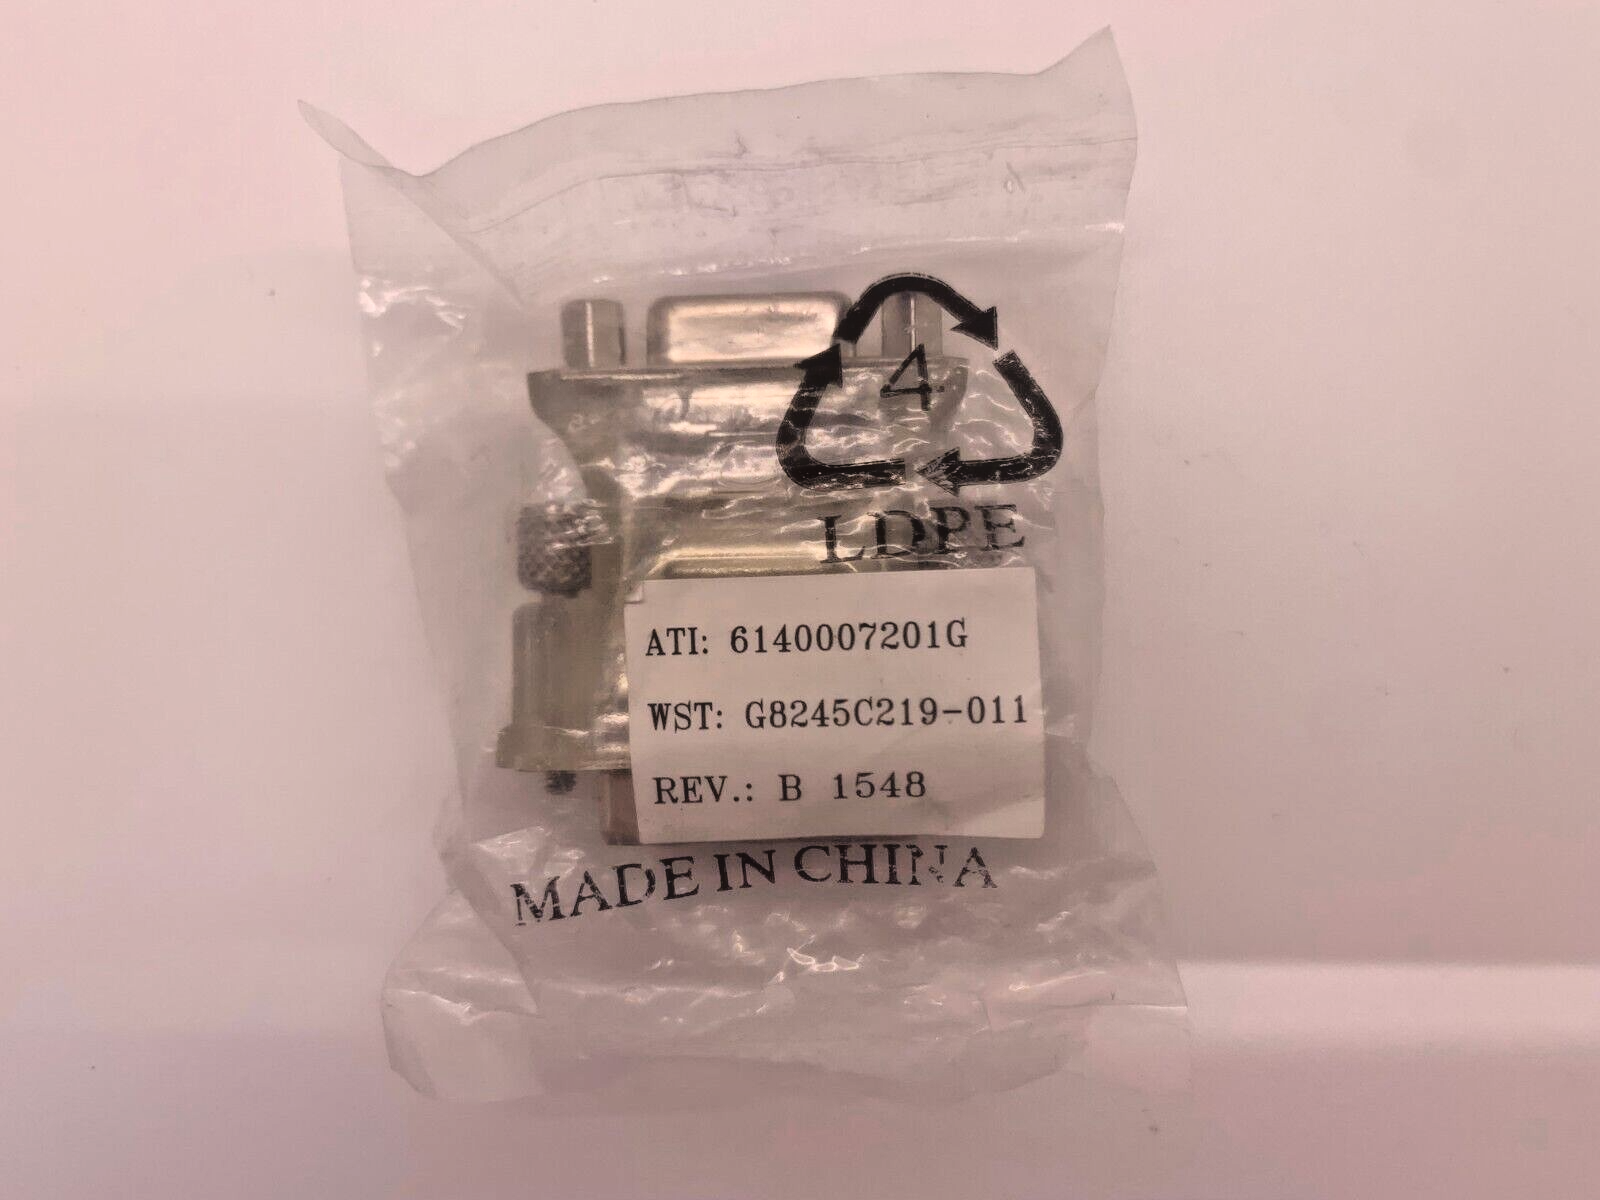 4
LDPE
ATI: 6140007201G
WST: G8245C219-011
REV.: B 1548
MADE IN CHINA